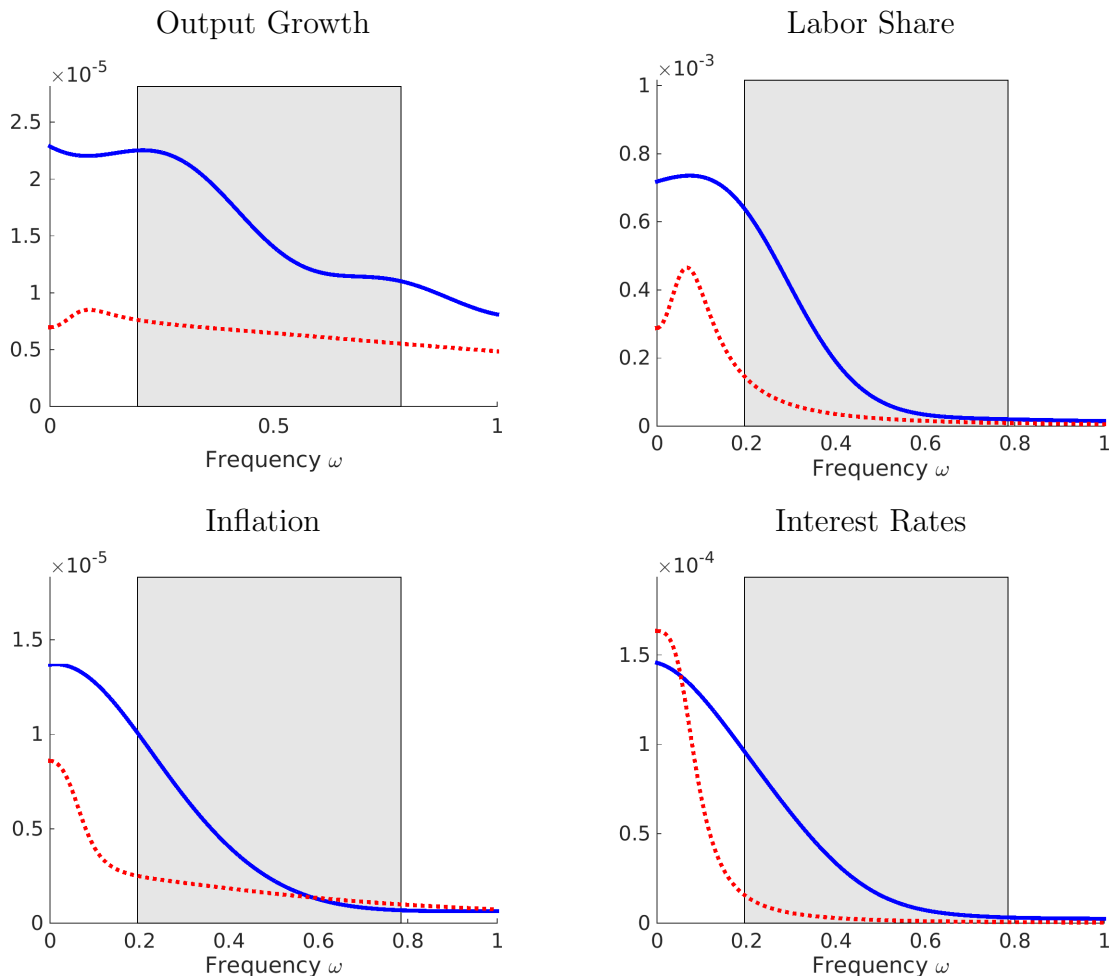 Output Growth
×10⁻⁵
2.5
2
1.5
1
0.5
0
0 0.5 1
Frequency ω
Labor Share
×10⁻³
1
0.8
0.6
0.4
0.2
0
0 0.2 0.4 0.6 0.8 1
Frequency ω
Inflation
×10⁻⁵
1.5
1
0.5
0
0 0.2 0.4 0.6 0.8 1
Frequency ω
Interest Rates
×10⁻⁴
1.5
1
0.5
0
0 0.2 0.4 0.6 0.8 1
Frequency ω